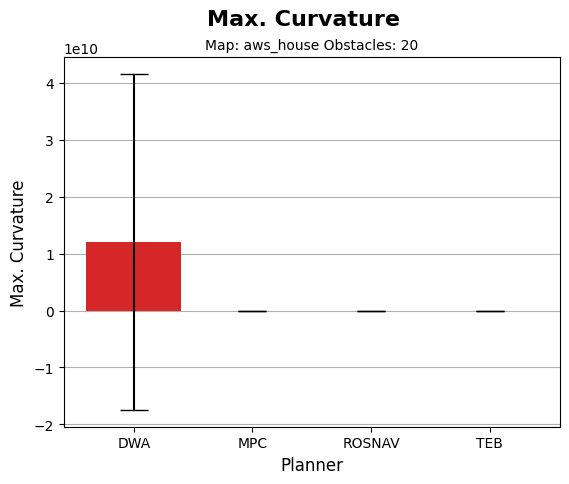 Max. Curvature
Map: aws_house Obstacles: 20
1e10
4
3
2
1
0
−1
−2
Max. Curvature
DWA MPC ROSNAV TEB
Planner